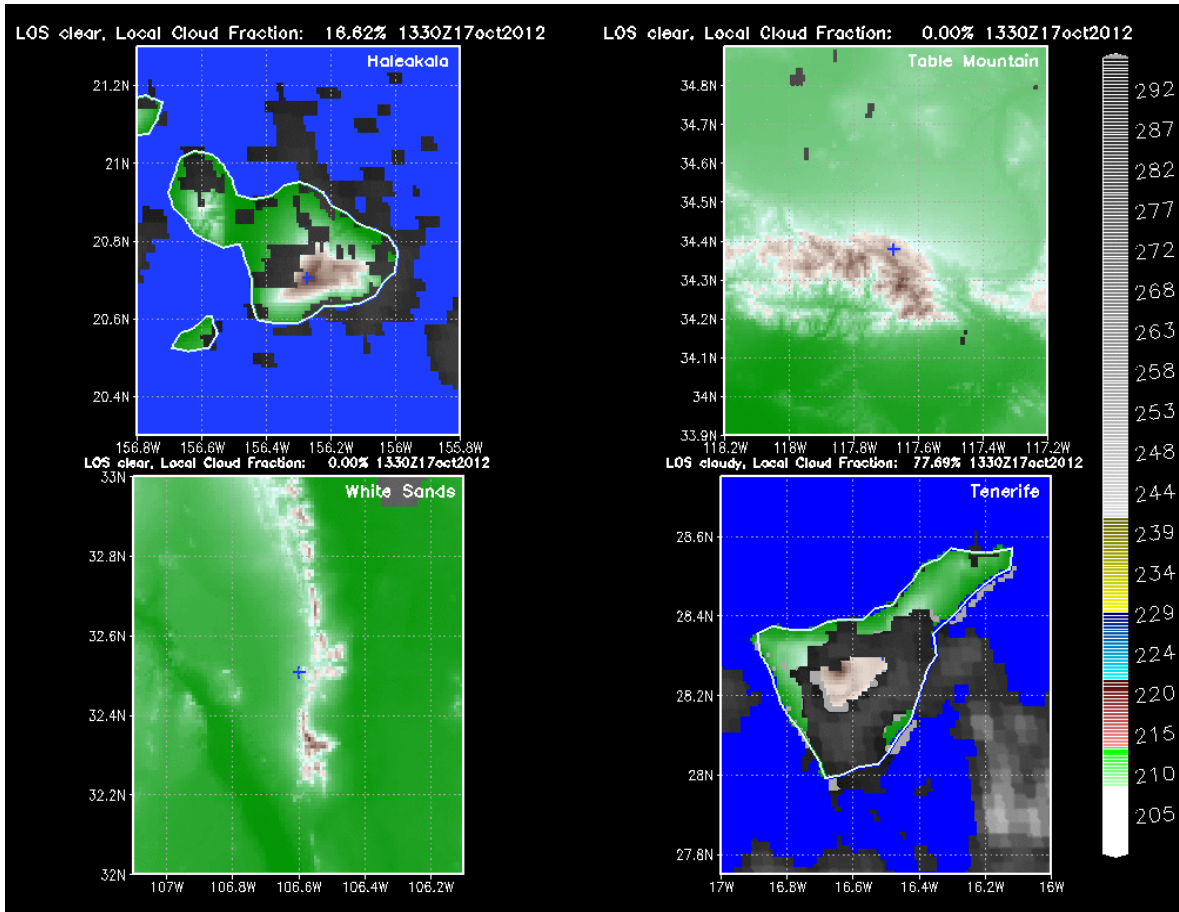 LOS clear, Local Cloud Fraction: 16.62% 1330Z17oct2012
LOS clear, Local Cloud Fraction: 0.00% 1330Z17oct2012
Haleakala
21.2N
21N
20.8N
20.6N
20.4N
156.8W 156.6W 156.4W 156.2W 156W 155.8W
Table Mountain
34.8N
34.7N
34.6N
34.5N
34.4N
34.3N
34.2N
34.1N
34N
33.9N
118.2W 118W 117.8W 117.6W 117.4W 117.2W
LOS clear, Local Cloud Fraction: 0.00% 1330Z17oct2012
LOS cloudy, Local Cloud Fraction: 77.69% 1330Z17oct2012
White Sands
33N
32.8N
32.6N
32.4N
32.2N
32N
107W 106.8W 106.6W 106.4W 106.2W
Tenerife
28.6N
28.4N
28.2N
28N
27.8N
17W 16.8W 16.6W 16.4W 16.2W 16W
292
287
282
277
272
268
263
258
253
248
244
239
234
229
224
220
215
210
205